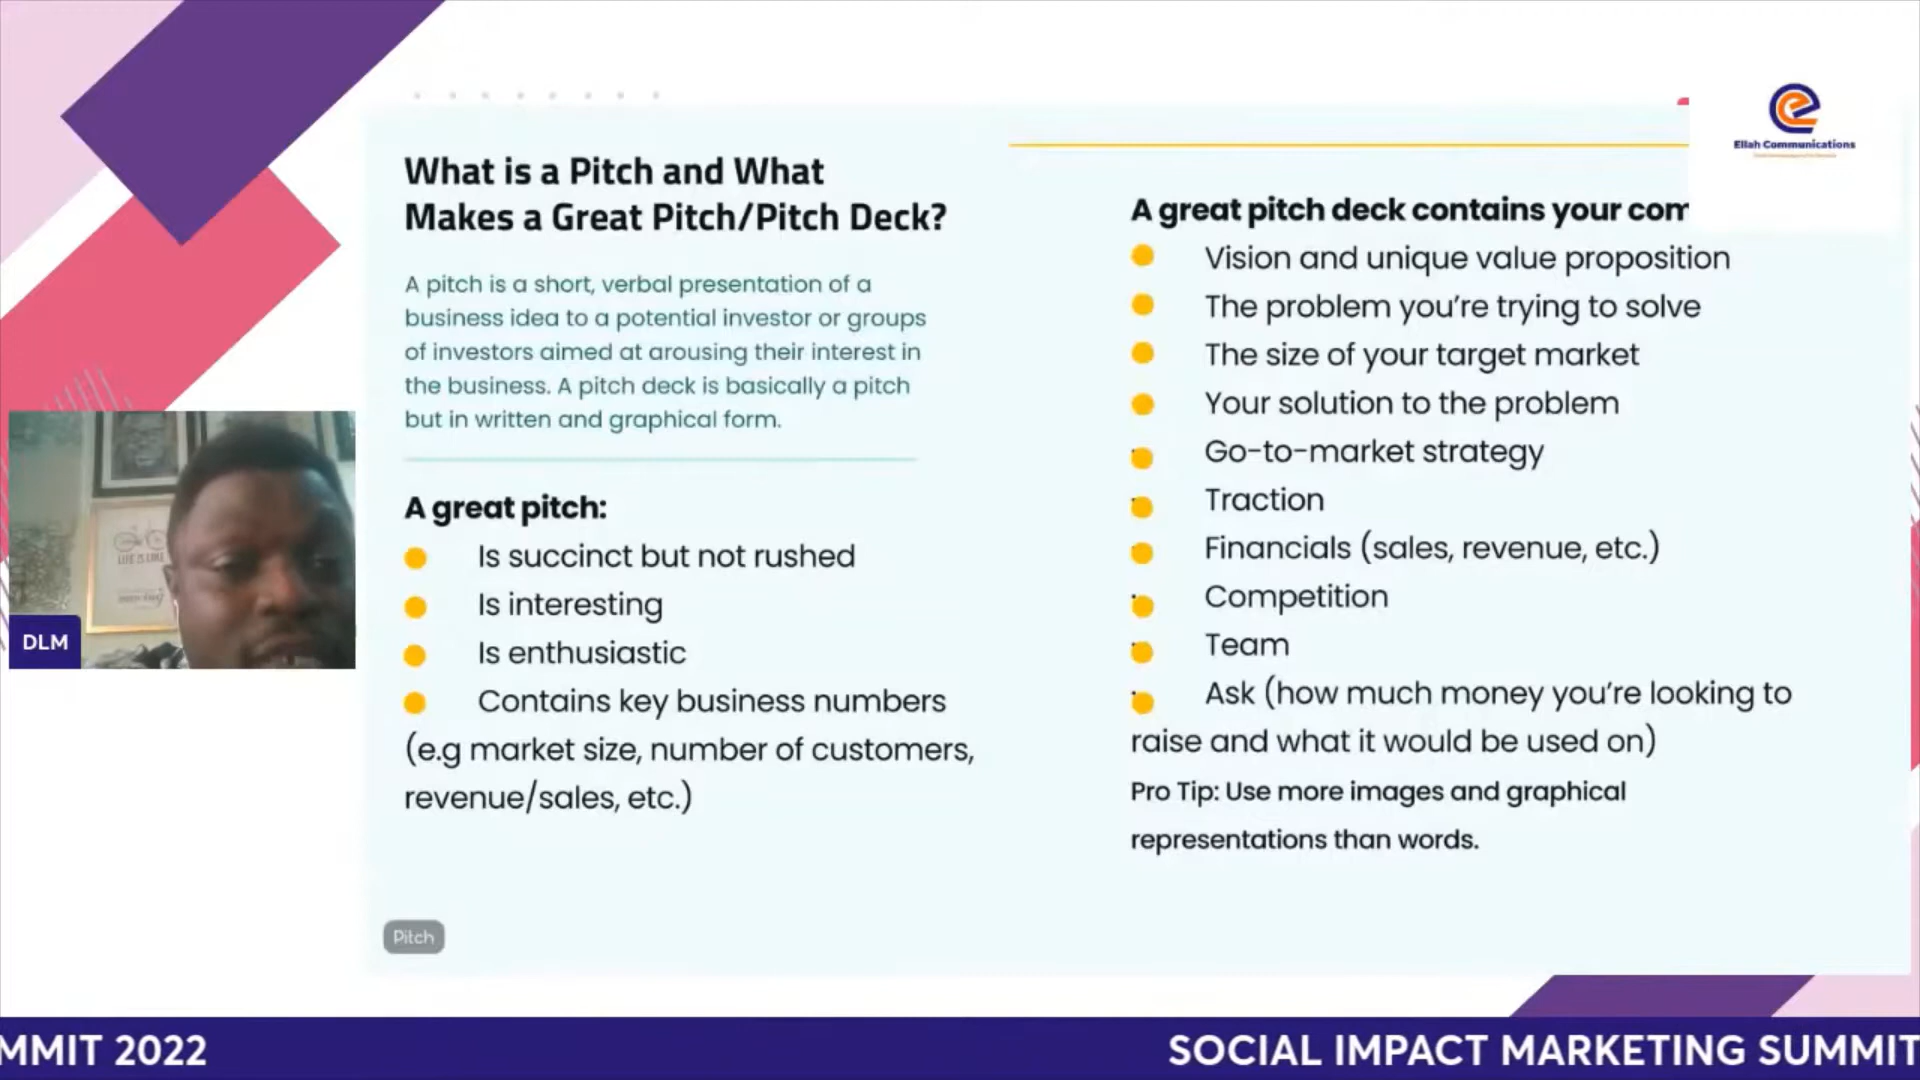 Ellah Communications
What is a Pitch and What
Makes a Great Pitch/Pitch Deck?
A pitch is a short, verbal presentation of a
business idea to a potential investor or groups
of investors aimed at arousing their interest in
the business. A pitch deck is basically a pitch
but in written and graphical form.
A great pitch:
Is succinct but not rushed
Is interesting
Is enthusiastic
Contains key business numbers
(e.g market size, number of customers,
revenue/sales, etc.)
A great pitch deck contains your com
Vision and unique value proposition
The problem you're trying to solve
The size of your target market
Your solution to the problem
Go-to-market strategy
Traction
Financials (sales, revenue, etc.)
Competition
Team
Ask (how much money you're looking to
raise and what it would be used on)
Pro Tip: Use more images and graphical
representations than words.
LIFE IS LIKE
DLM
Pitch
MMIT 2022
SOCIAL IMPACT MARKETING SUMMIT